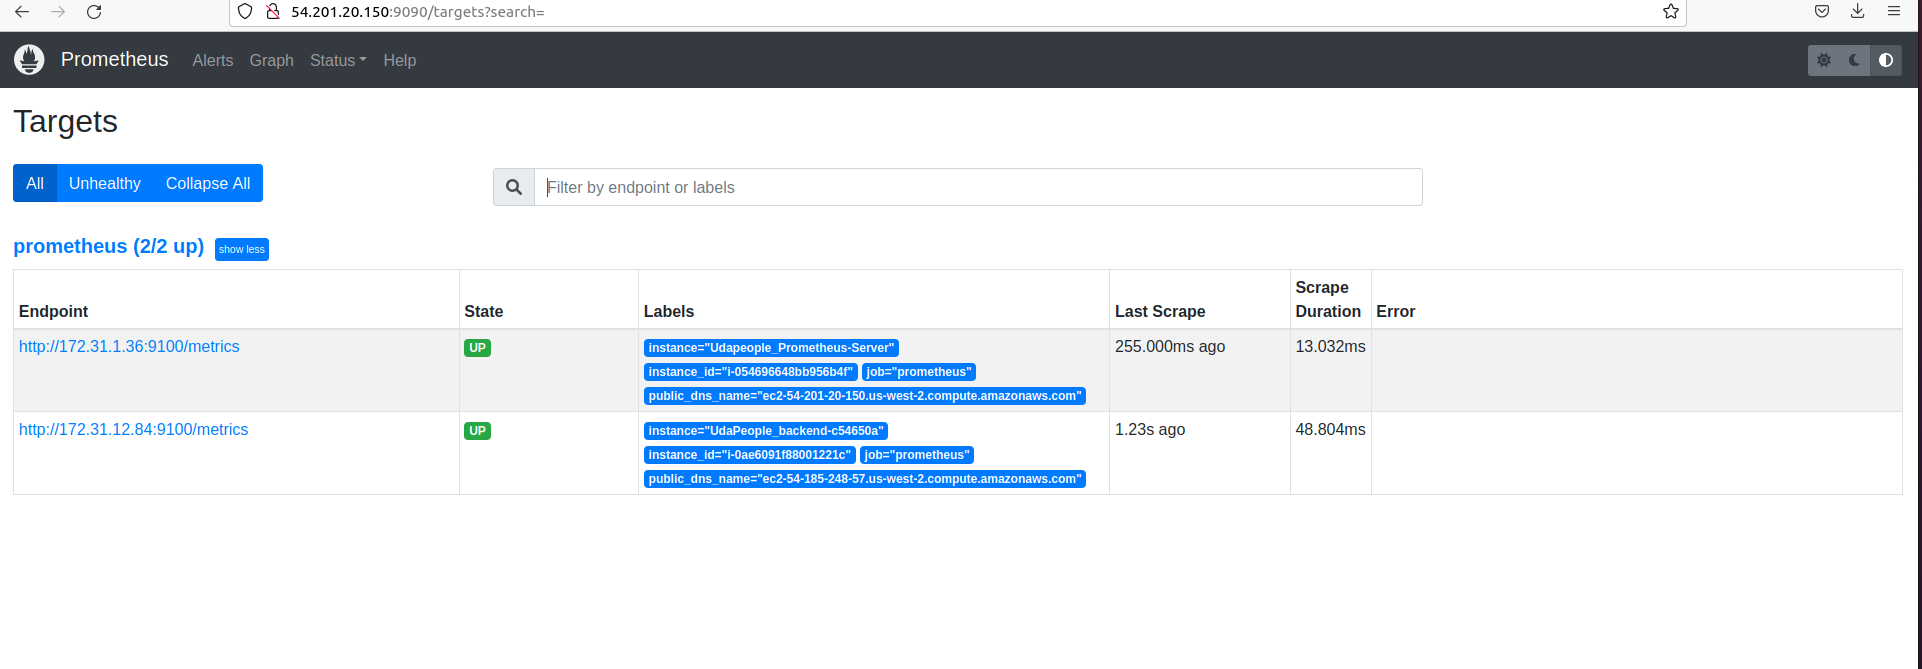 54.201.20.150:9090/targets?search=
Prometheus Alerts Graph Status Help
Targets
All Unhealthy Collapse All
Filter by endpoint or labels
prometheus (2/2 up) show less
Endpoint State Labels Last Scrape Scrape Duration Error
http://172.31.1.36:9100/metrics UP instance="Udapeople_Prometheus-Server" 255.000ms ago 13.032ms
instance_id="i-054696648bb956b4f" job="prometheus"
public_dns_name="ec2-54-201-20-150.us-west-2.compute.amazonaws.com"
http://172.31.12.84:9100/metrics UP instance="UdaPeople_backend-c54650a" 1.23s ago 48.804ms
instance_id="i-0ae6091f88001221c" job="prometheus"
public_dns_name="ec2-54-185-248-57.us-west-2.compute.amazonaws.com"